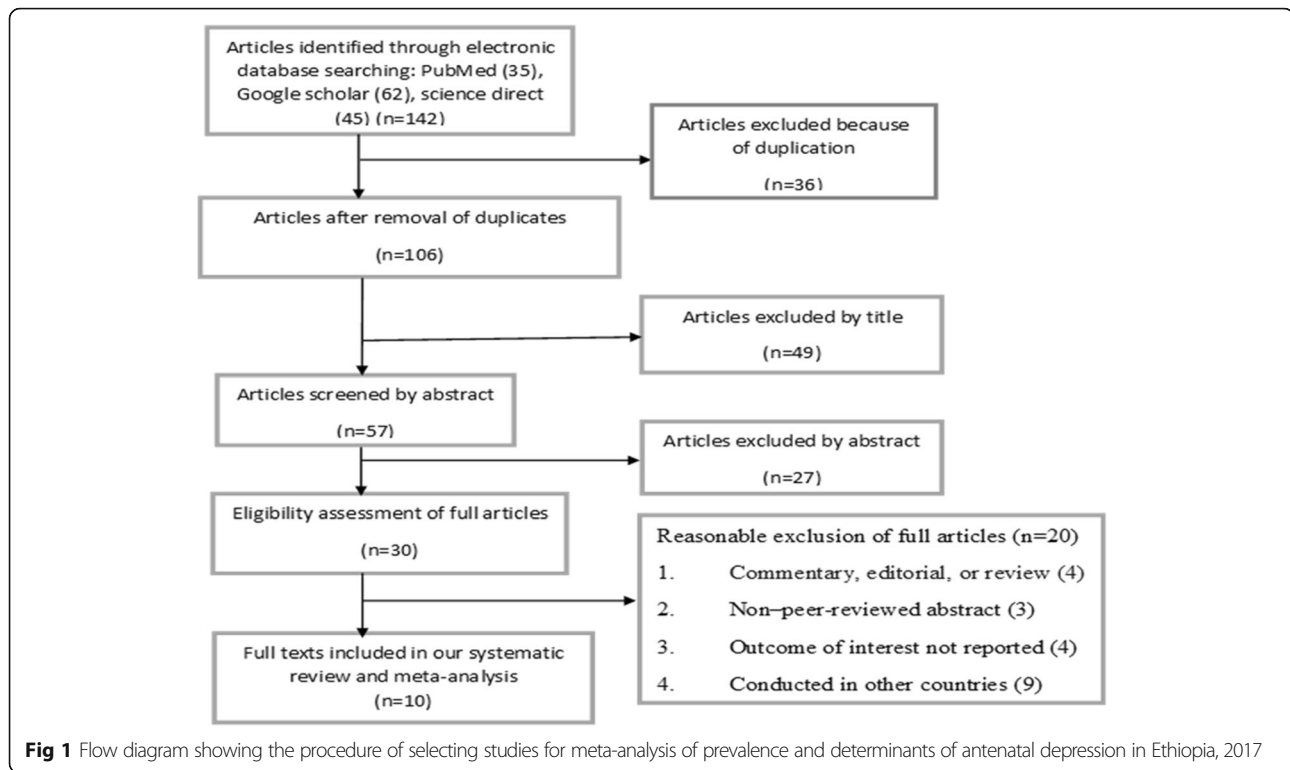 Articles identified through electronic
database searching: PubMed (35),
Google scholar (62), science direct
(45) (n=142)
Articles excluded because
of duplication
(n=36)
Articles after removal of duplicates
(n=106)
Articles excluded by title
(n=49)
Articles screened by abstract
(n=57)
Articles excluded by abstract
(n=27)
Eligibility assessment of full articles
(n=30)
Reasonable exclusion of full articles (n=20)
1. Commentary, editorial, or review (4)
2. Non–peer-reviewed abstract (3)
3. Outcome of interest not reported (4)
4. Conducted in other countries (9)
Full texts included in our systematic
review and meta-analysis
(n=10)
Fig 1 Flow diagram showing the procedure of selecting studies for meta-analysis of prevalence and determinants of antenatal depression in Ethiopia, 2017